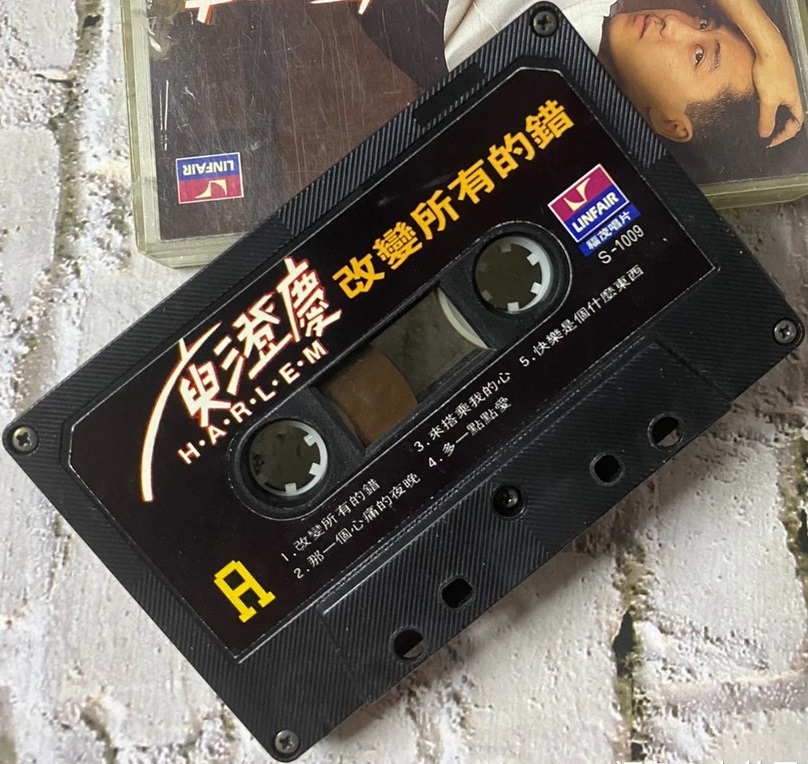 LINFAIR
改變所有的錯
LINFAIR
福茂唱片
S-1009
庾澄慶
H·A·R·L·E·M
1.改變所有的錯
2.那一個心痛的夜晚
3.來搭乘我的心
4.多一點點愛
5.快樂是個什麼東西
A